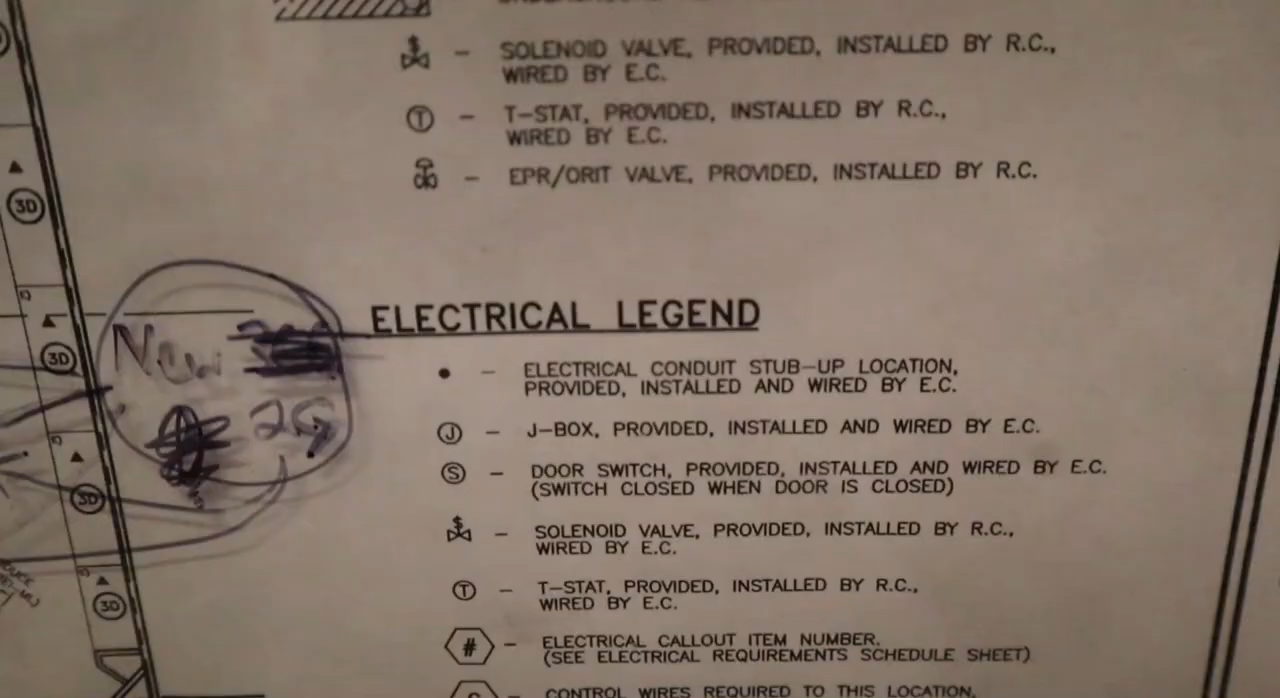 SOLENOID VALVE, PROVIDED, INSTALLED BY R.C.,
WIRED BY E.C.
T - T-STAT, PROVIDED, INSTALLED BY R.C.,
WIRED BY E.C.
- EPR/ORIT VALVE, PROVIDED, INSTALLED BY R.C.
3D
3D
3D
3D
New
2G
ELECTRICAL LEGEND
• - ELECTRICAL CONDUIT STUB-UP LOCATION,
PROVIDED, INSTALLED AND WIRED BY E.C.
J - J-BOX, PROVIDED, INSTALLED AND WIRED BY E.C.
S - DOOR SWITCH, PROVIDED, INSTALLED AND WIRED BY E.C.
(SWITCH CLOSED WHEN DOOR IS CLOSED)
- SOLENOID VALVE, PROVIDED, INSTALLED BY R.C.,
WIRED BY E.C.
T - T-STAT, PROVIDED, INSTALLED BY R.C.,
WIRED BY E.C.
# - ELECTRICAL CALLOUT ITEM NUMBER.
(SEE ELECTRICAL REQUIREMENTS SCHEDULE SHEET)
CONTROL WIRES REQUIRED TO THIS LOCATION,